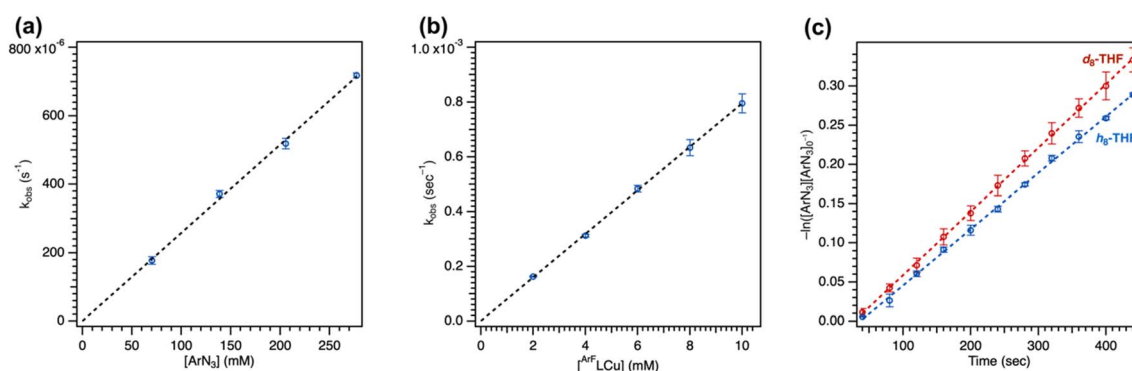 (a)
800 x10⁻⁶
600
400
200
0
k_obs (s⁻¹)
0 50 100 150 200 250
[ArN₃] (mM)
(b)
1.0 x10⁻³
0.8
0.6
0.4
0.2
0.0
k_obs (sec⁻¹)
0 2 4 6 8 10
[ᴬʳᶠLCu] (mM)
(c)
d₈-THF
h₈-THF
0.30
0.25
0.20
0.15
0.10
0.05
0.00
–ln([ArN₃][ArN₃]₀⁻¹)
100 200 300 400
Time (sec)